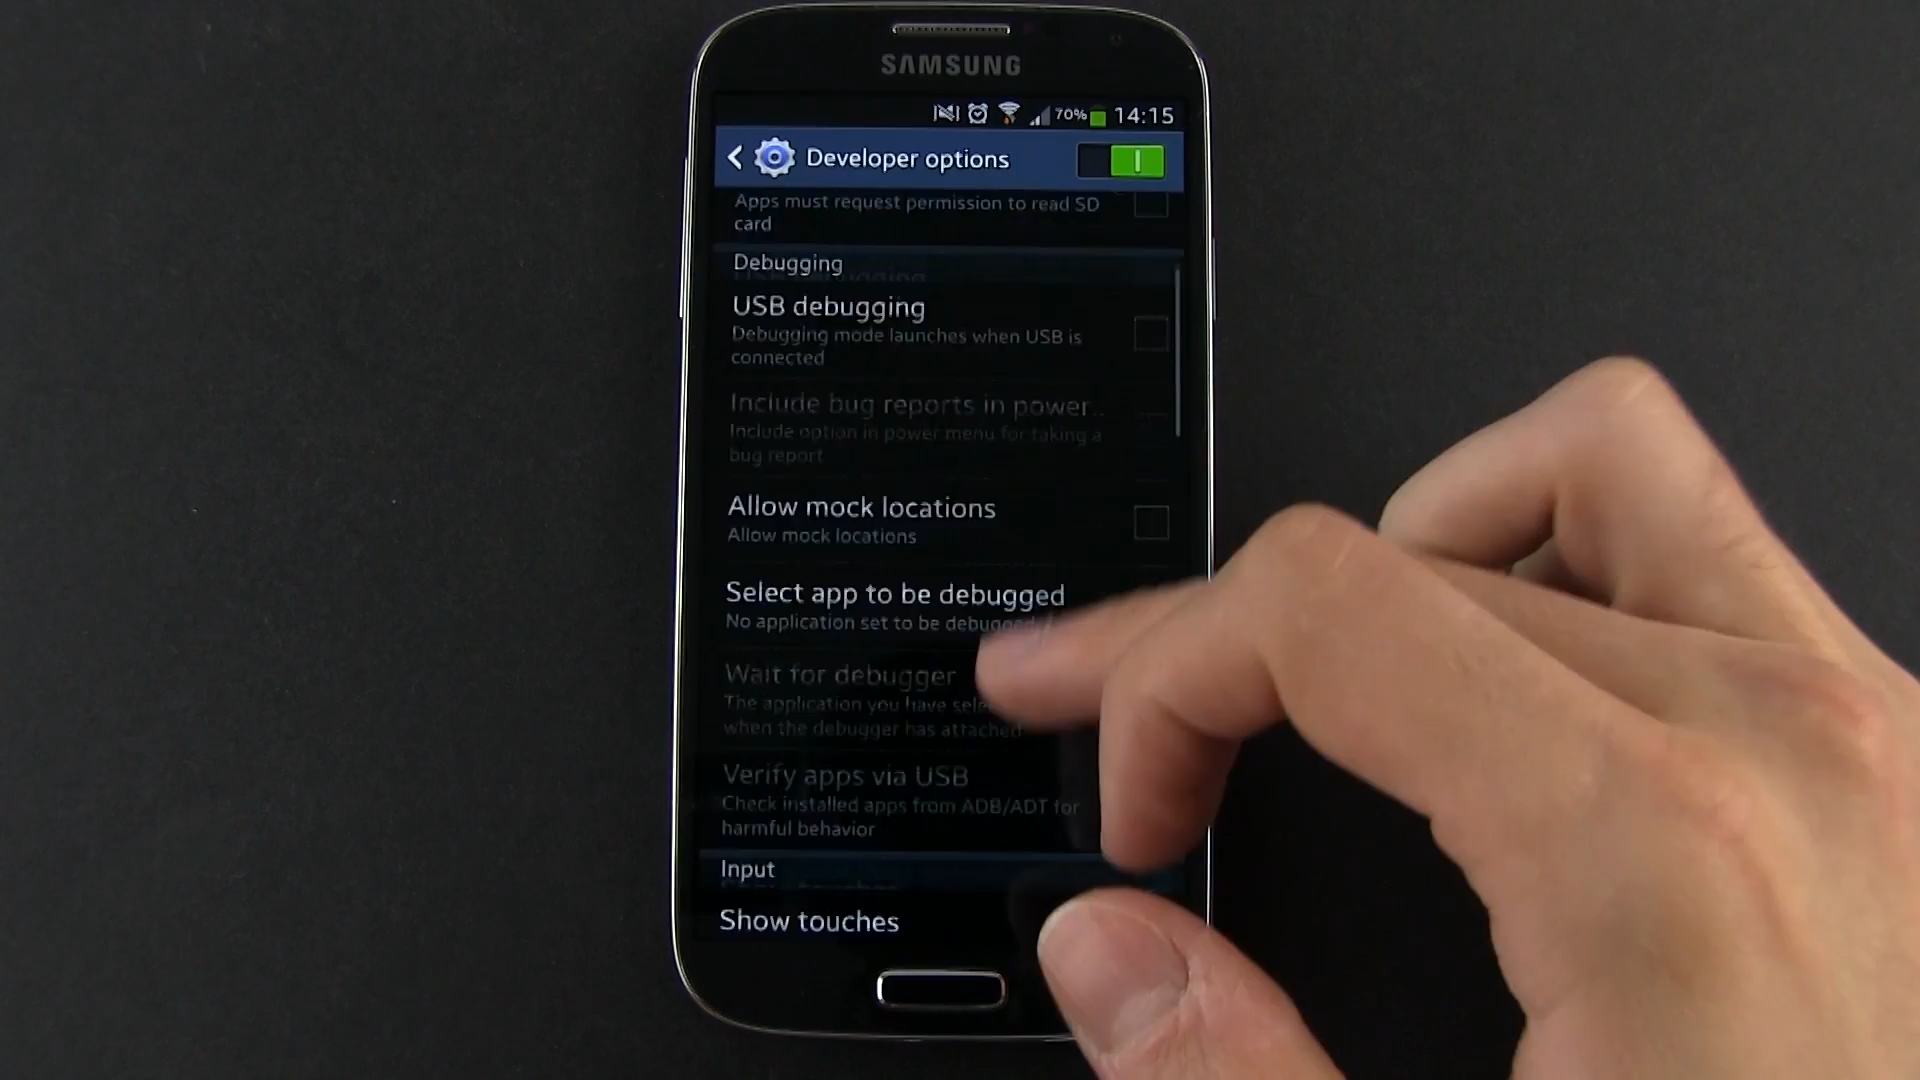 SAMSUNG
70% 14:15
Developer options
Apps must request permission to read SD
card
Debugging
USB debugging
Debugging mode launches when USB is
connected
Include bug reports in power..
Include option in power menu for taking a
bug report
Allow mock locations
Allow mock locations
Select app to be debugged
No application set to be debugged
Wait for debugger
The application you have
when the debugger has attached
Verify apps via USB
Check installed apps from ADB/ADT for
harmful behavior
Input
Show touches